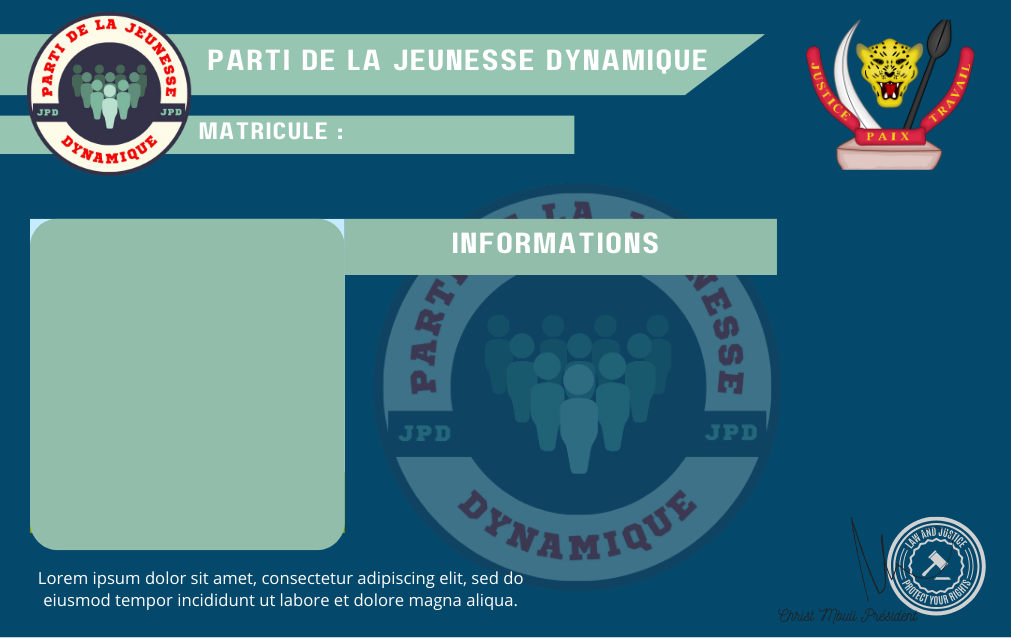 PARTI DE LA JEUNESSE
JPD JPD
DYNAMIQUE
PARTI DE LA JEUNESSE DYNAMIQUE
MATRICULE :
JUSTICE
PAIX
TRAVAIL
INFORMATIONS
PARTI DE LA JEUNESSE
JPD JPD
DYNAMIQUE
Lorem ipsum dolor sit amet, consectetur adipiscing elit, sed do
eiusmod tempor incididunt ut labore et dolore magna aliqua.
LAW AND JUSTICE
PROTECT YOUR RIGHTS
Christ Mbuli Président